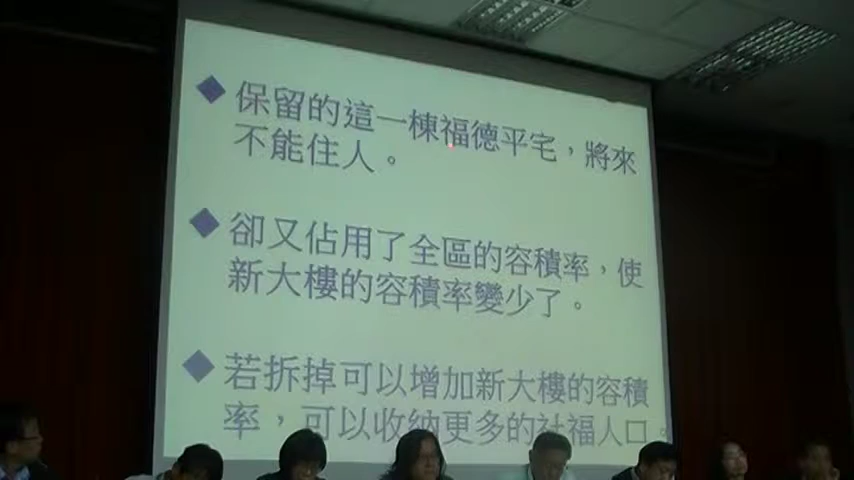 保留的這一棟福德平宅，將來
不能住人。
卻又佔用了全區的容積率，使
新大樓的容積率變少了。
若拆掉可以增加新大樓的容積
率，可以收納更多的社福人口。